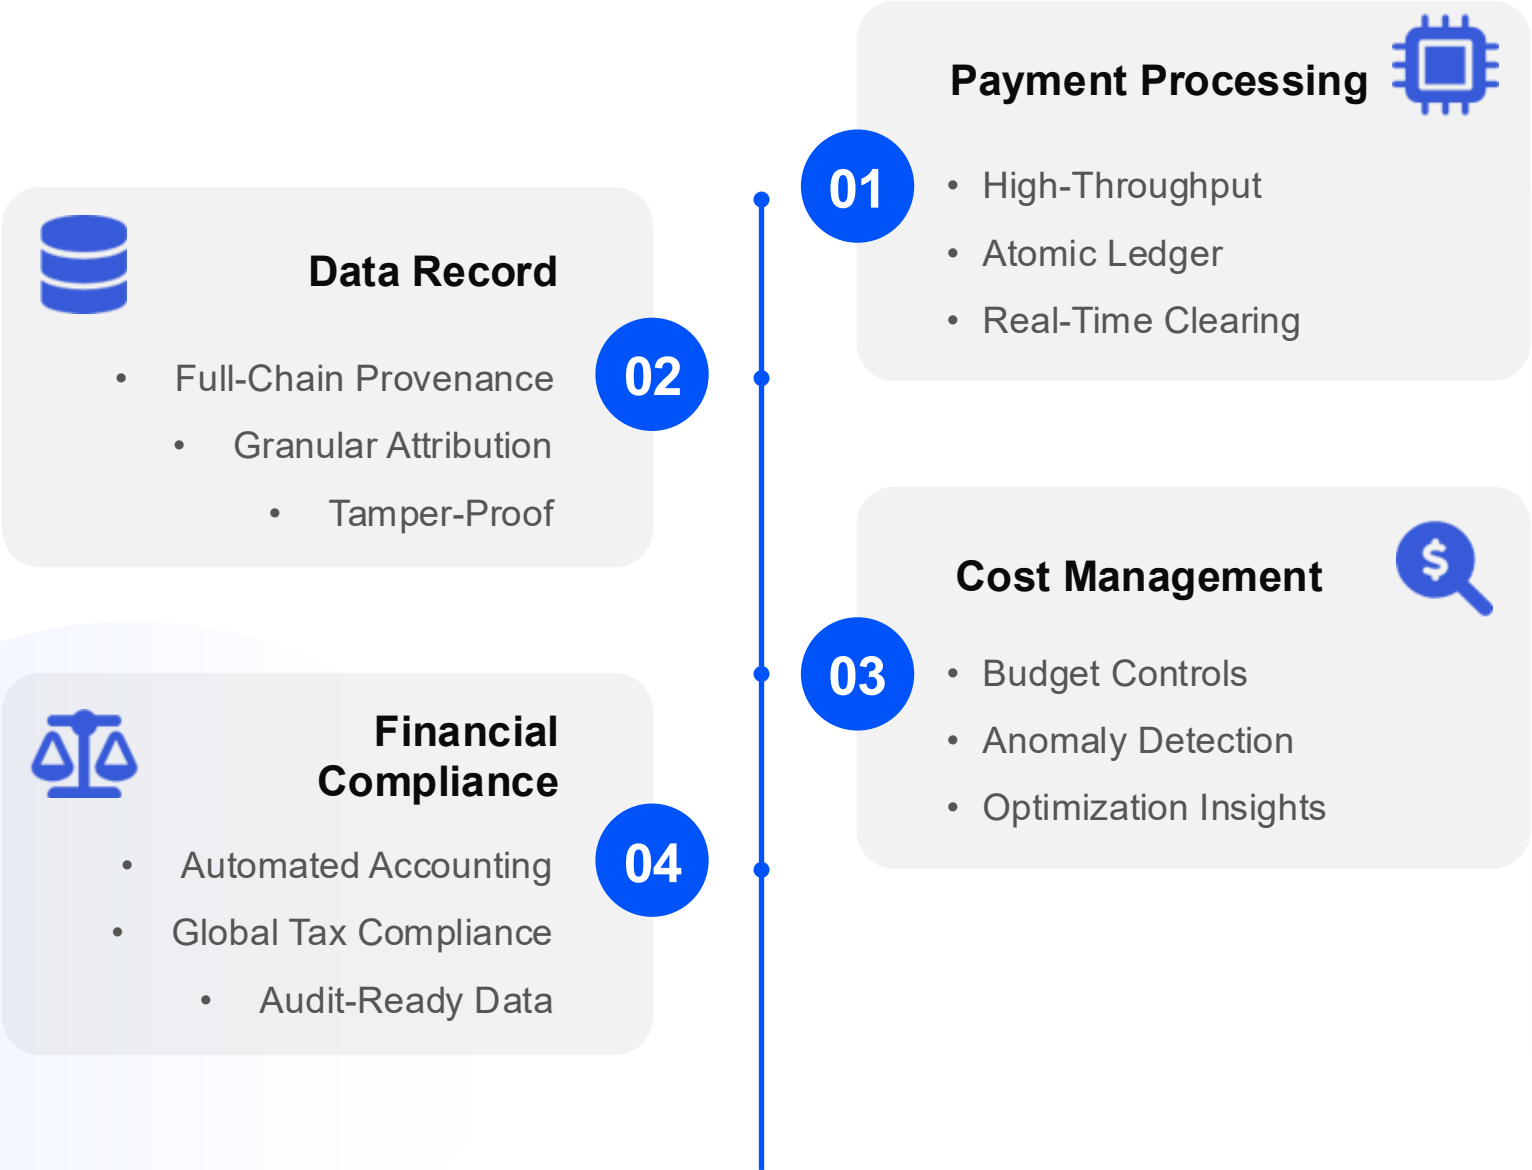 Payment Processing
01
• High-Throughput
• Atomic Ledger
• Real-Time Clearing
Data Record
02
• Full-Chain Provenance
• Granular Attribution
• Tamper-Proof
Cost Management
$
03
• Budget Controls
• Anomaly Detection
• Optimization Insights
Financial
Compliance
04
• Automated Accounting
• Global Tax Compliance
• Audit-Ready Data